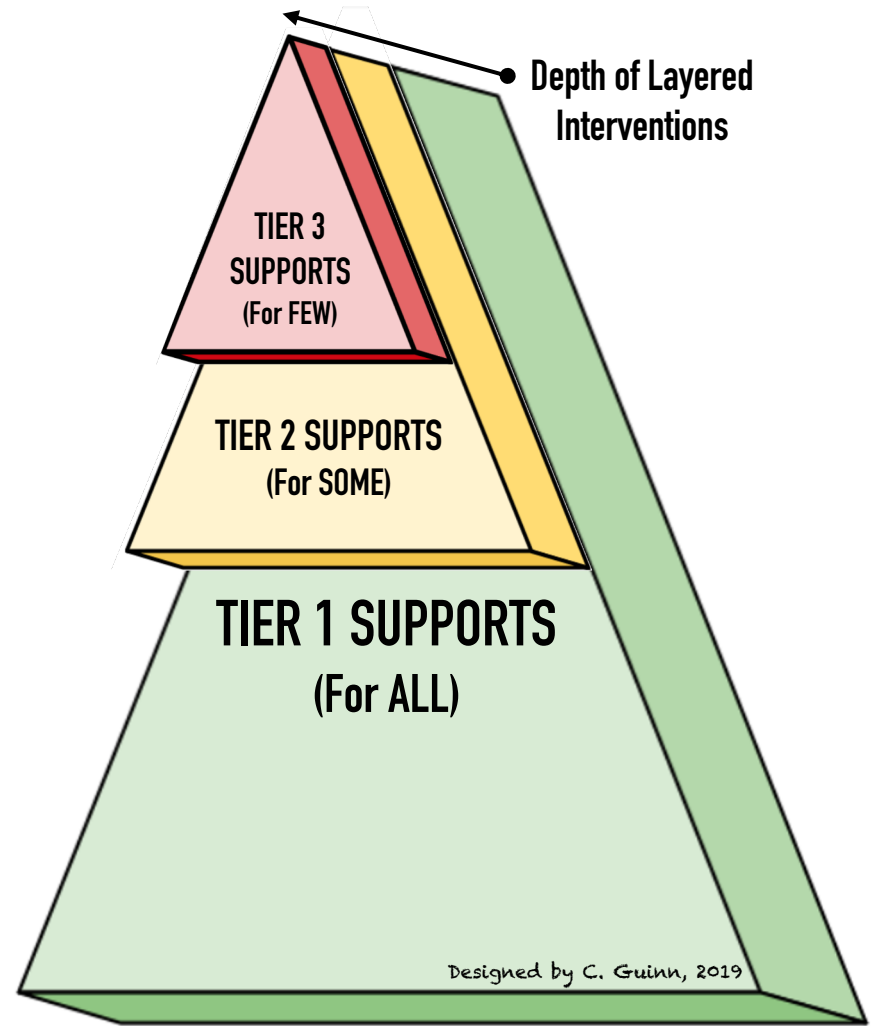 Depth of Layered
Interventions
TIER 3
SUPPORTS
(For FEW)
TIER 2 SUPPORTS
(For SOME)
TIER 1 SUPPORTS
(For ALL)
Designed by C. Guinn, 2019